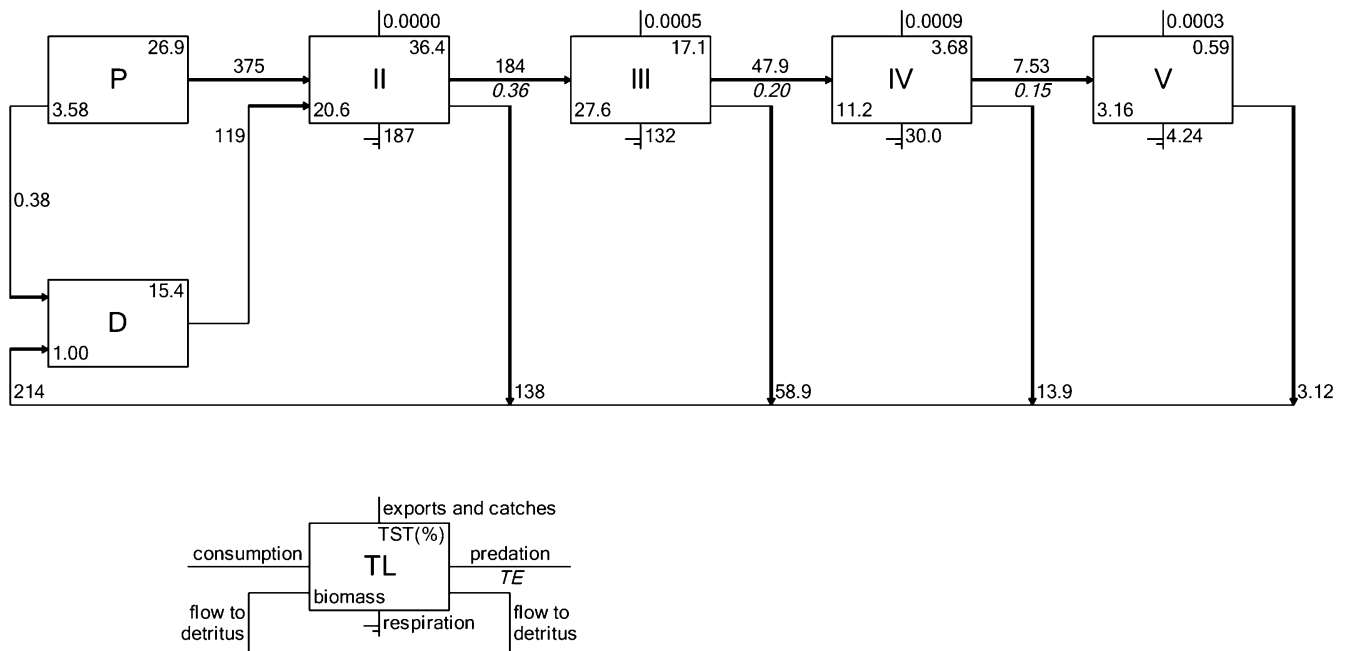 0.0000
0.0005
0.0009
0.0003
26.9
P
3.58
375
36.4
II
20.6
184
0.36
17.1
III
27.6
47.9
0.20
3.68
IV
11.2
7.53
0.15
0.59
V
3.16
119
187
132
30.0
4.24
0.38
15.4
D
1.00
214
138
58.9
13.9
3.12
exports and catches
TST(%)
consumption
TL
predation
TE
biomass
flow to
detritus
respiration
flow to
detritus